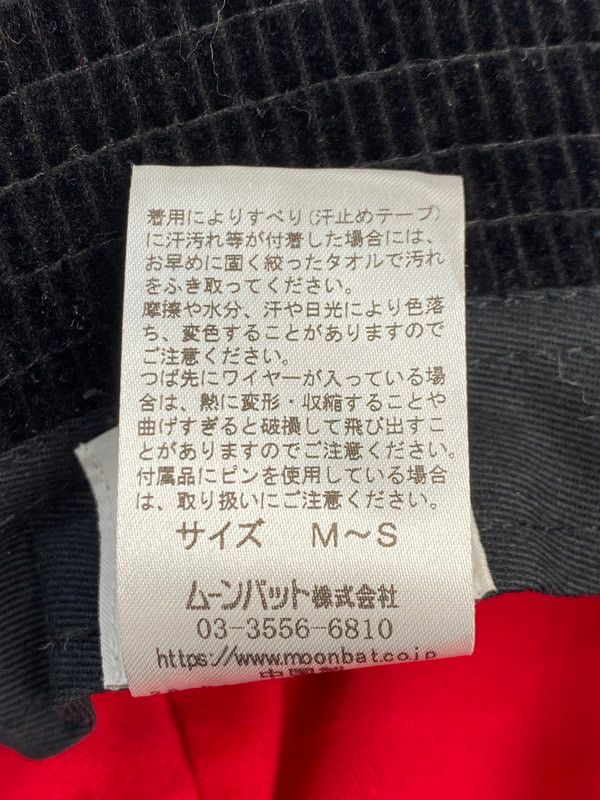 着用によりすべり(汗止めテープ)
に汗汚れ等が付着した場合には、
お早めに固く絞ったタオルで汚れ
をふき取ってください。
摩擦や水分、汗や日光により色落
ち、変色することがありますので
ご注意ください。
つば先にワイヤーが入っている場
合は、熱に変形・収縮することや
曲げすぎると破損して飛び出すこ
とがありますのでご注意ください。
付属品にピンを使用している場合
は、取り扱いにご注意ください。
サイズ M～S
ムーンバット株式会社
03-3556-6810
https://www.moonbat.co.jp
中国製